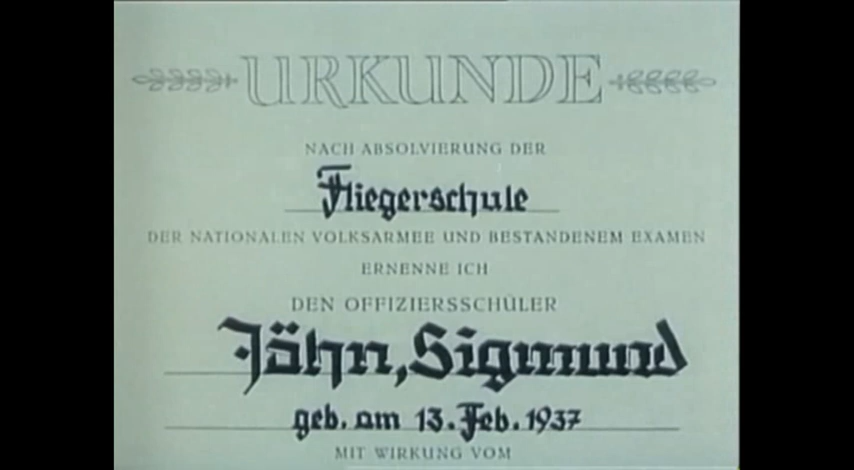 URKUNDE
NACH ABSOLVIERUNG DER
Fliegerschule
DER NATIONALEN VOLKSARMEE UND BESTANDENEM EXAMEN
ERNENNE ICH
DEN OFFIZIERSSCHÜLER
Jähn, Sigmund
geb. am 13. Feb. 1937
MIT WIRKUNG VOM